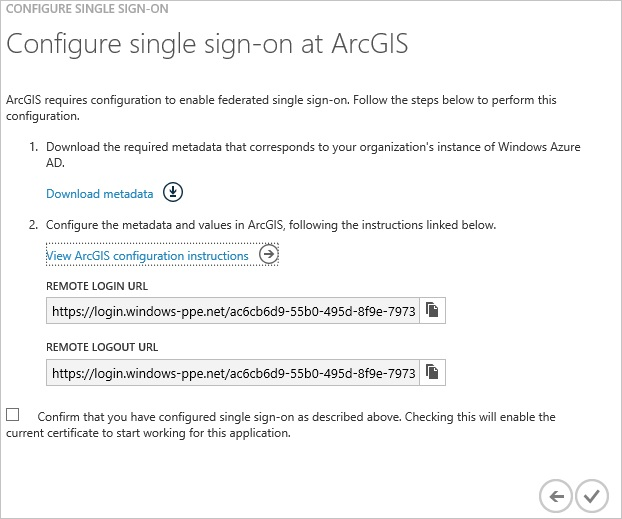 CONFIGURE SINGLE SIGN-ON
Configure single sign-on at ArcGIS
ArcGIS requires configuration to enable federated single sign-on. Follow the steps below to perform this
configuration.
1. Download the required metadata that corresponds to your organization's instance of Windows Azure
AD.
Download metadata
2. Configure the metadata and values in ArcGIS, following the instructions linked below.
View ArcGIS configuration instructions
REMOTE LOGIN URL
https://login.windows-ppe.net/ac6cb6d9-55b0-495d-8f9e-7973
REMOTE LOGOUT URL
https://login.windows-ppe.net/ac6cb6d9-55b0-495d-8f9e-7973
Confirm that you have configured single sign-on as described above. Checking this will enable the
current certificate to start working for this application.